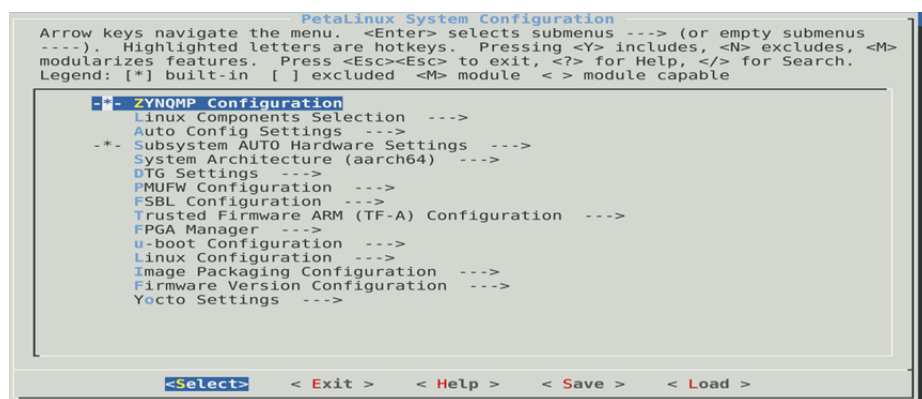 PetaLinux System Configuration
Arrow keys navigate the menu.  <Enter> selects submenus ---> (or empty submenus
----).  Highlighted letters are hotkeys.  Pressing <Y> includes, <N> excludes, <M>
modularizes features.  Press <Esc><Esc> to exit, <?> for Help, </> for Search.
Legend: [*] built-in  [ ] excluded  <M> module  < > module capable
-*- ZYNQMP Configuration
Linux Components Selection  --->
Auto Config Settings  --->
-*- Subsystem AUTO Hardware Settings  --->
System Architecture (aarch64)  --->
DTG Settings  --->
PMUFW Configuration  --->
FSBL Configuration  --->
Trusted Firmware ARM (TF-A) Configuration  --->
FPGA Manager  --->
u-boot Configuration  --->
Linux Configuration  --->
Image Packaging Configuration  --->
Firmware Version Configuration  --->
Yocto Settings  --->
<Select>    < Exit >    < Help >    < Save >    < Load >